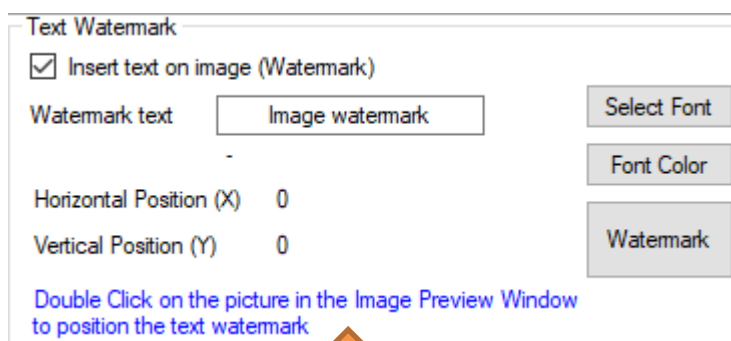 Text Watermark
Insert text on image (Watermark)
Watermark text
Image watermark
Select Font
-
Font Color
Horizontal Position (X) 0
Vertical Position (Y) 0
Watermark
Double Click on the picture in the Image Preview Window
to position the text watermark